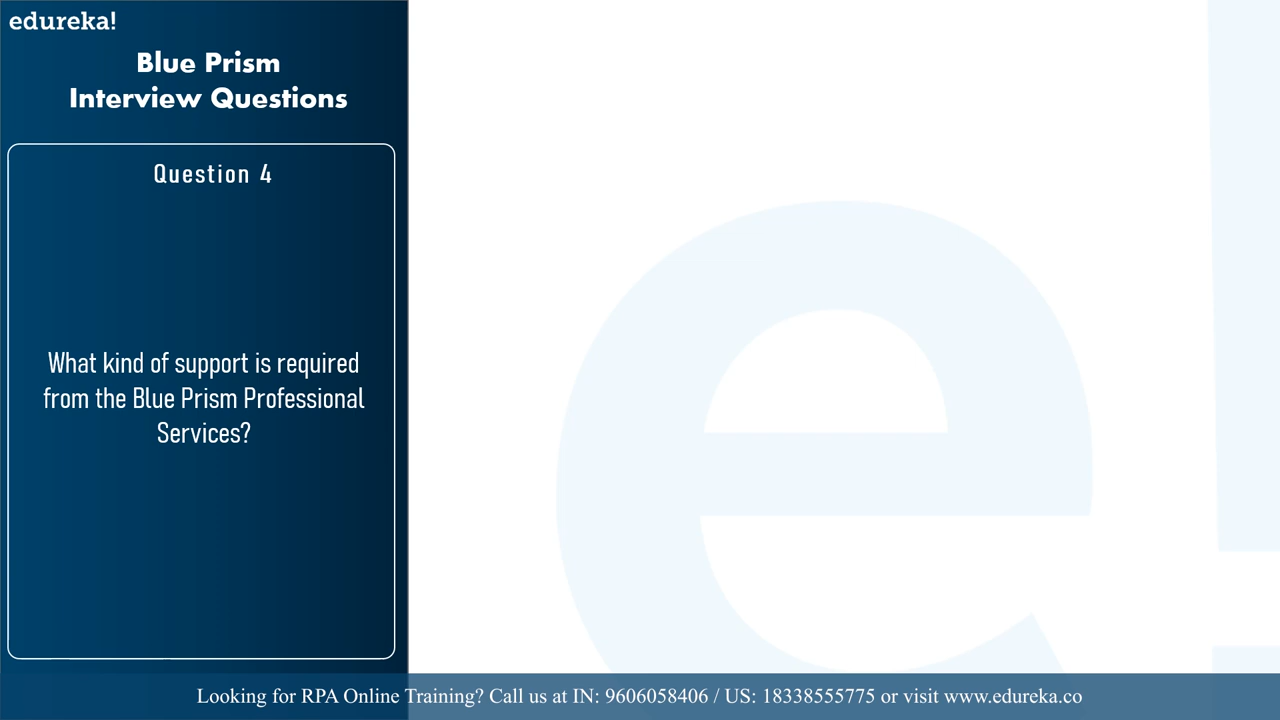 edureka!
Blue Prism
Interview Questions
Question 4
What kind of support is required
from the Blue Prism Professional
Services?
Looking for RPA Online Training? Call us at IN: 9606058406 / US: 18338555775 or visit www.edureka.co